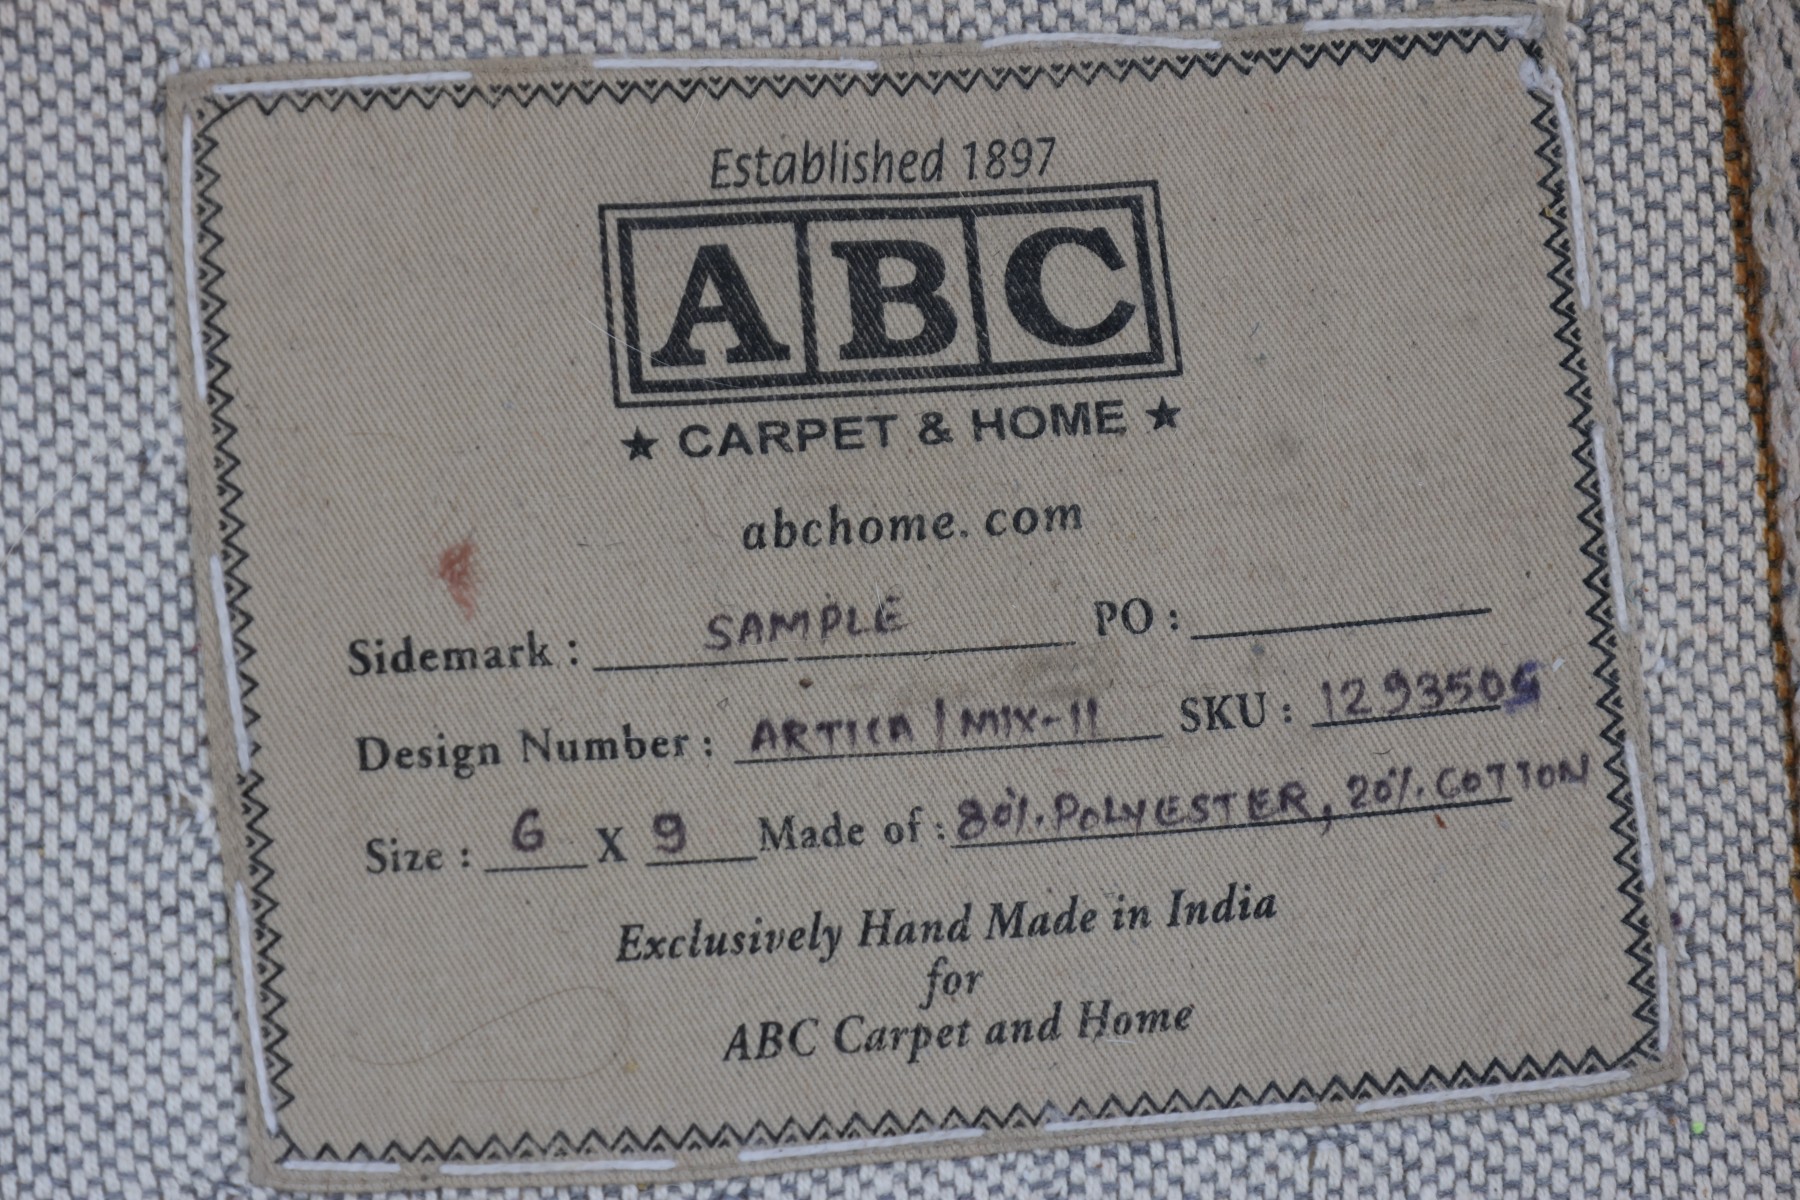 Established 1897
ABC
★ CARPET & HOME ★
abchome.com
Sidemark : SAMPLE PO :
Design Number : ARTICA | MIX-11 SKU : 129350
Size : 6 X 9 Made of : 80%. POLYESTER, 20%. COTTON
Exclusively Hand Made in India
for
ABC Carpet and Home